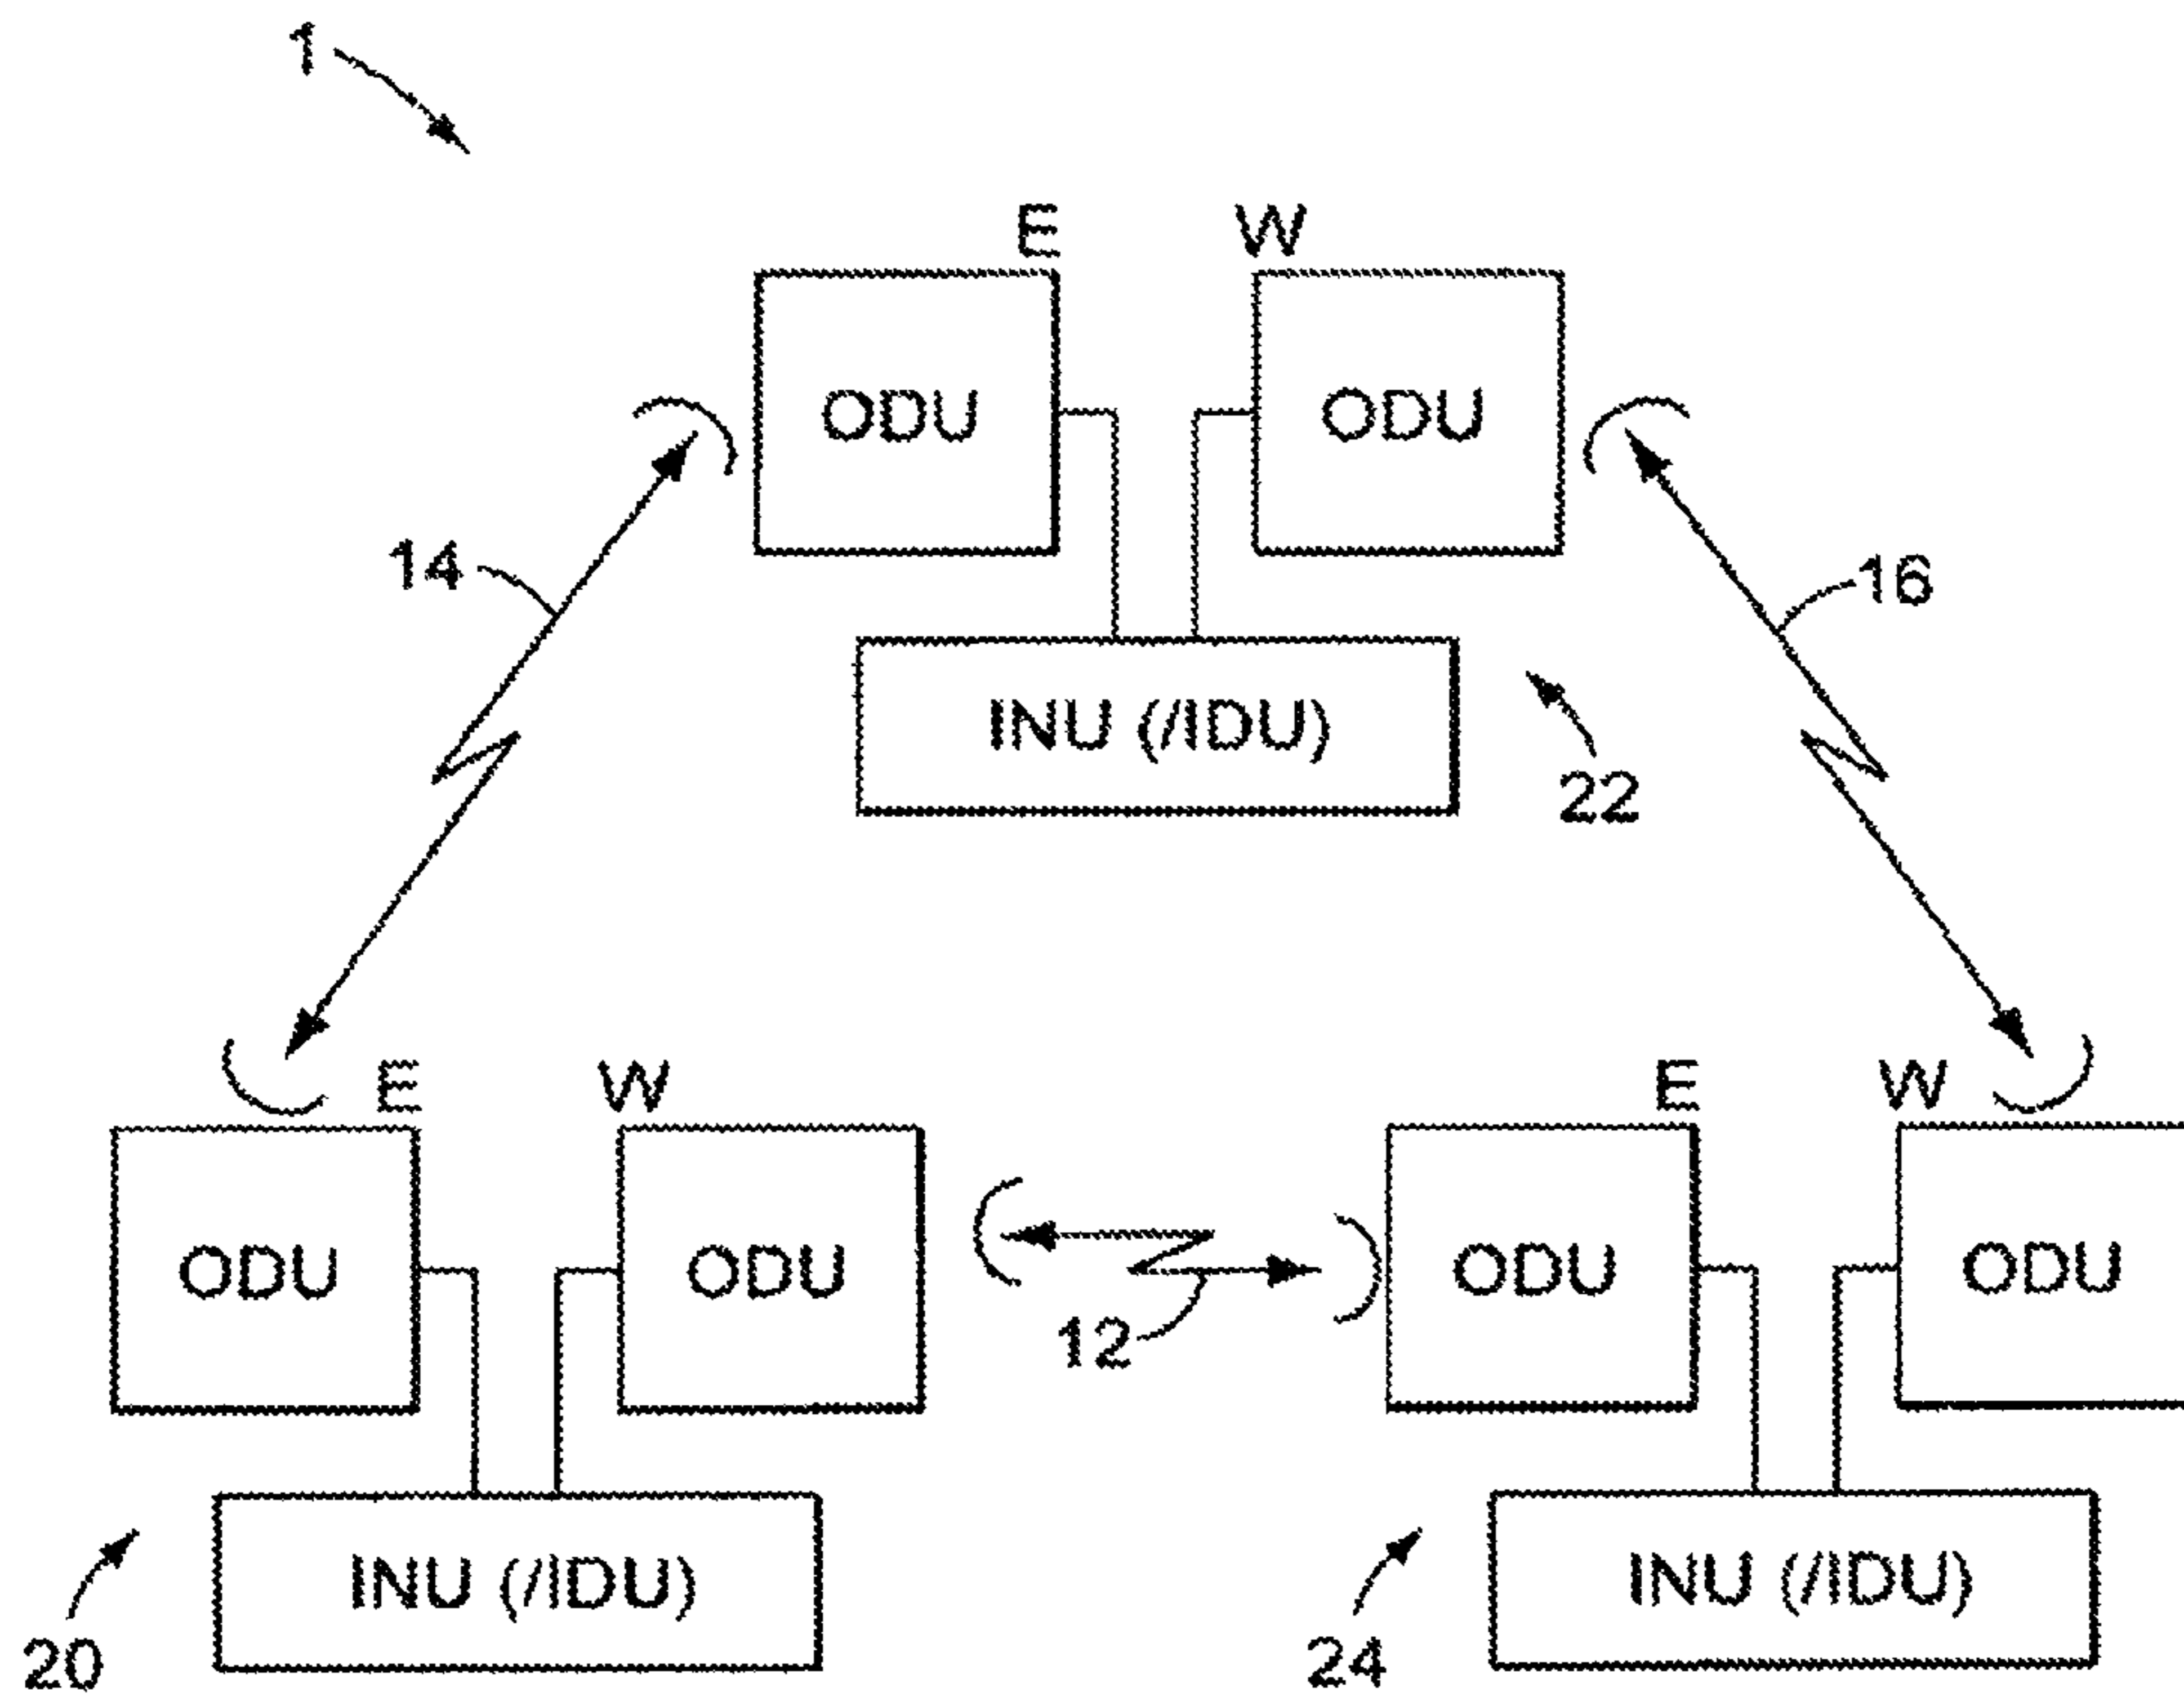 1
E W
ODU ODU
14
16
INU (/IDU)
22
E W
E W
ODU ODU
ODU ODU
12
INU (/IDU)
INU (/IDU)
20
24